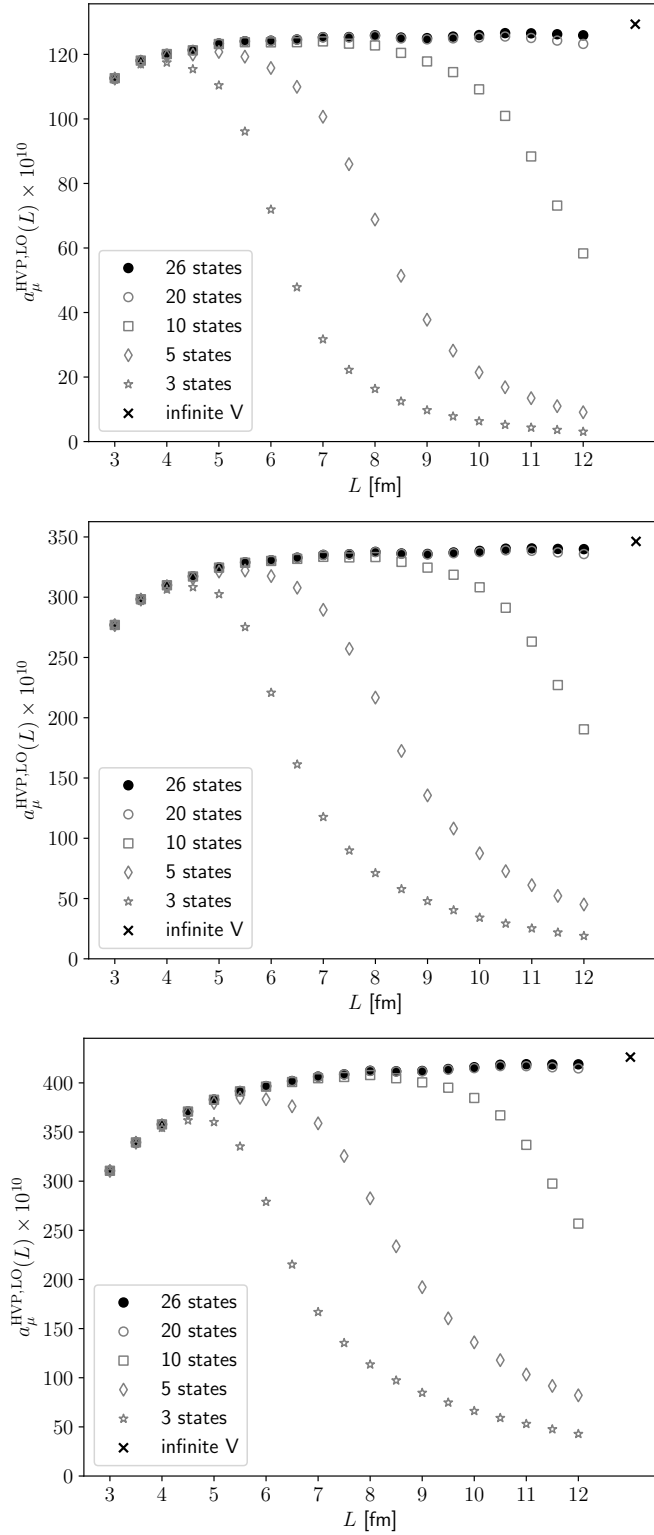 120
100
80
60
40
20
0
a_μ^{HVP,LO}(L) × 10^{10}
26 states
20 states
10 states
5 states
3 states
infinite V
3 4 5 6 7 8 9 10 11 12
L [fm]
350
300
250
200
150
100
50
0
a_μ^{HVP,LO}(L) × 10^{10}
26 states
20 states
10 states
5 states
3 states
infinite V
3 4 5 6 7 8 9 10 11 12
L [fm]
400
350
300
250
200
150
100
50
0
a_μ^{HVP,LO}(L) × 10^{10}
26 states
20 states
10 states
5 states
3 states
infinite V
3 4 5 6 7 8 9 10 11 12
L [fm]